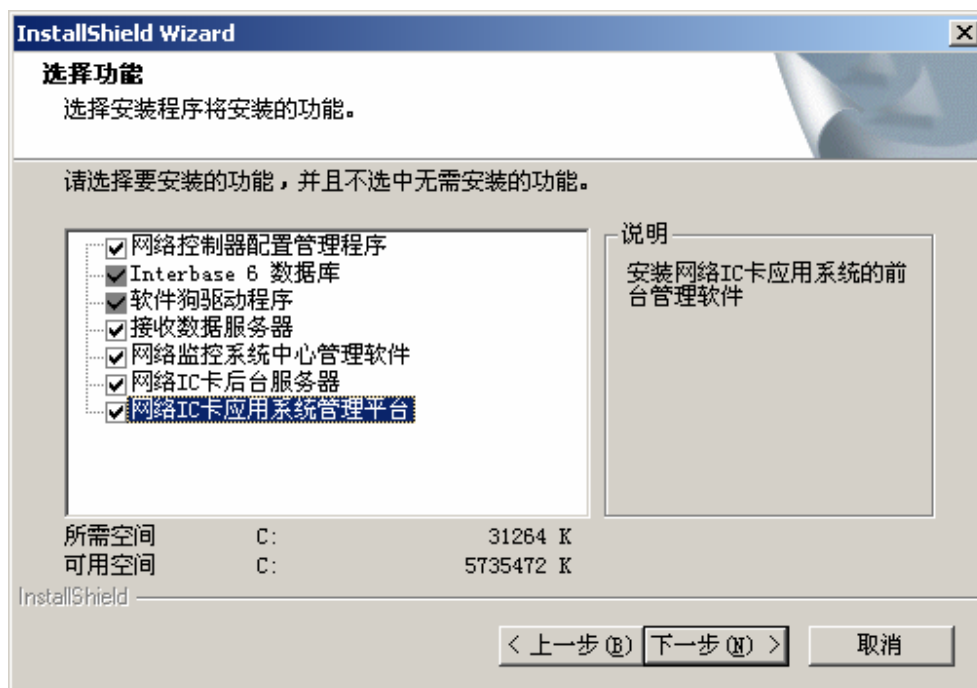 InstallShield Wizard
选择功能
选择安装程序将安装的功能。
请选择要安装的功能，并且不选中无需安装的功能。
网络控制器配置管理程序
Interbase 6 数据库
软件狗驱动程序
接收数据服务器
网络监控系统中心管理软件
网络IC卡后台服务器
网络IC卡应用系统管理平台
说明
安装网络IC卡应用系统的前
台管理软件
所需空间 C: 31264 K
可用空间 C: 5735472 K
InstallShield
< 上一步(B) 下一步(N) > 取消